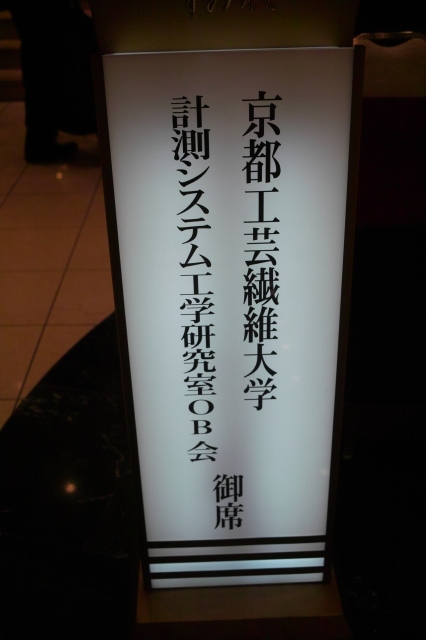 京都工芸繊維大学
計測システム工学研究室OB会
御席